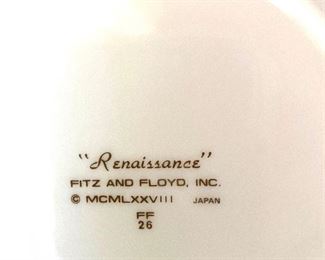 "Renaissance"
FITZ AND FLOYD, INC.
© MCMLXXVIII JAPAN
FF
26